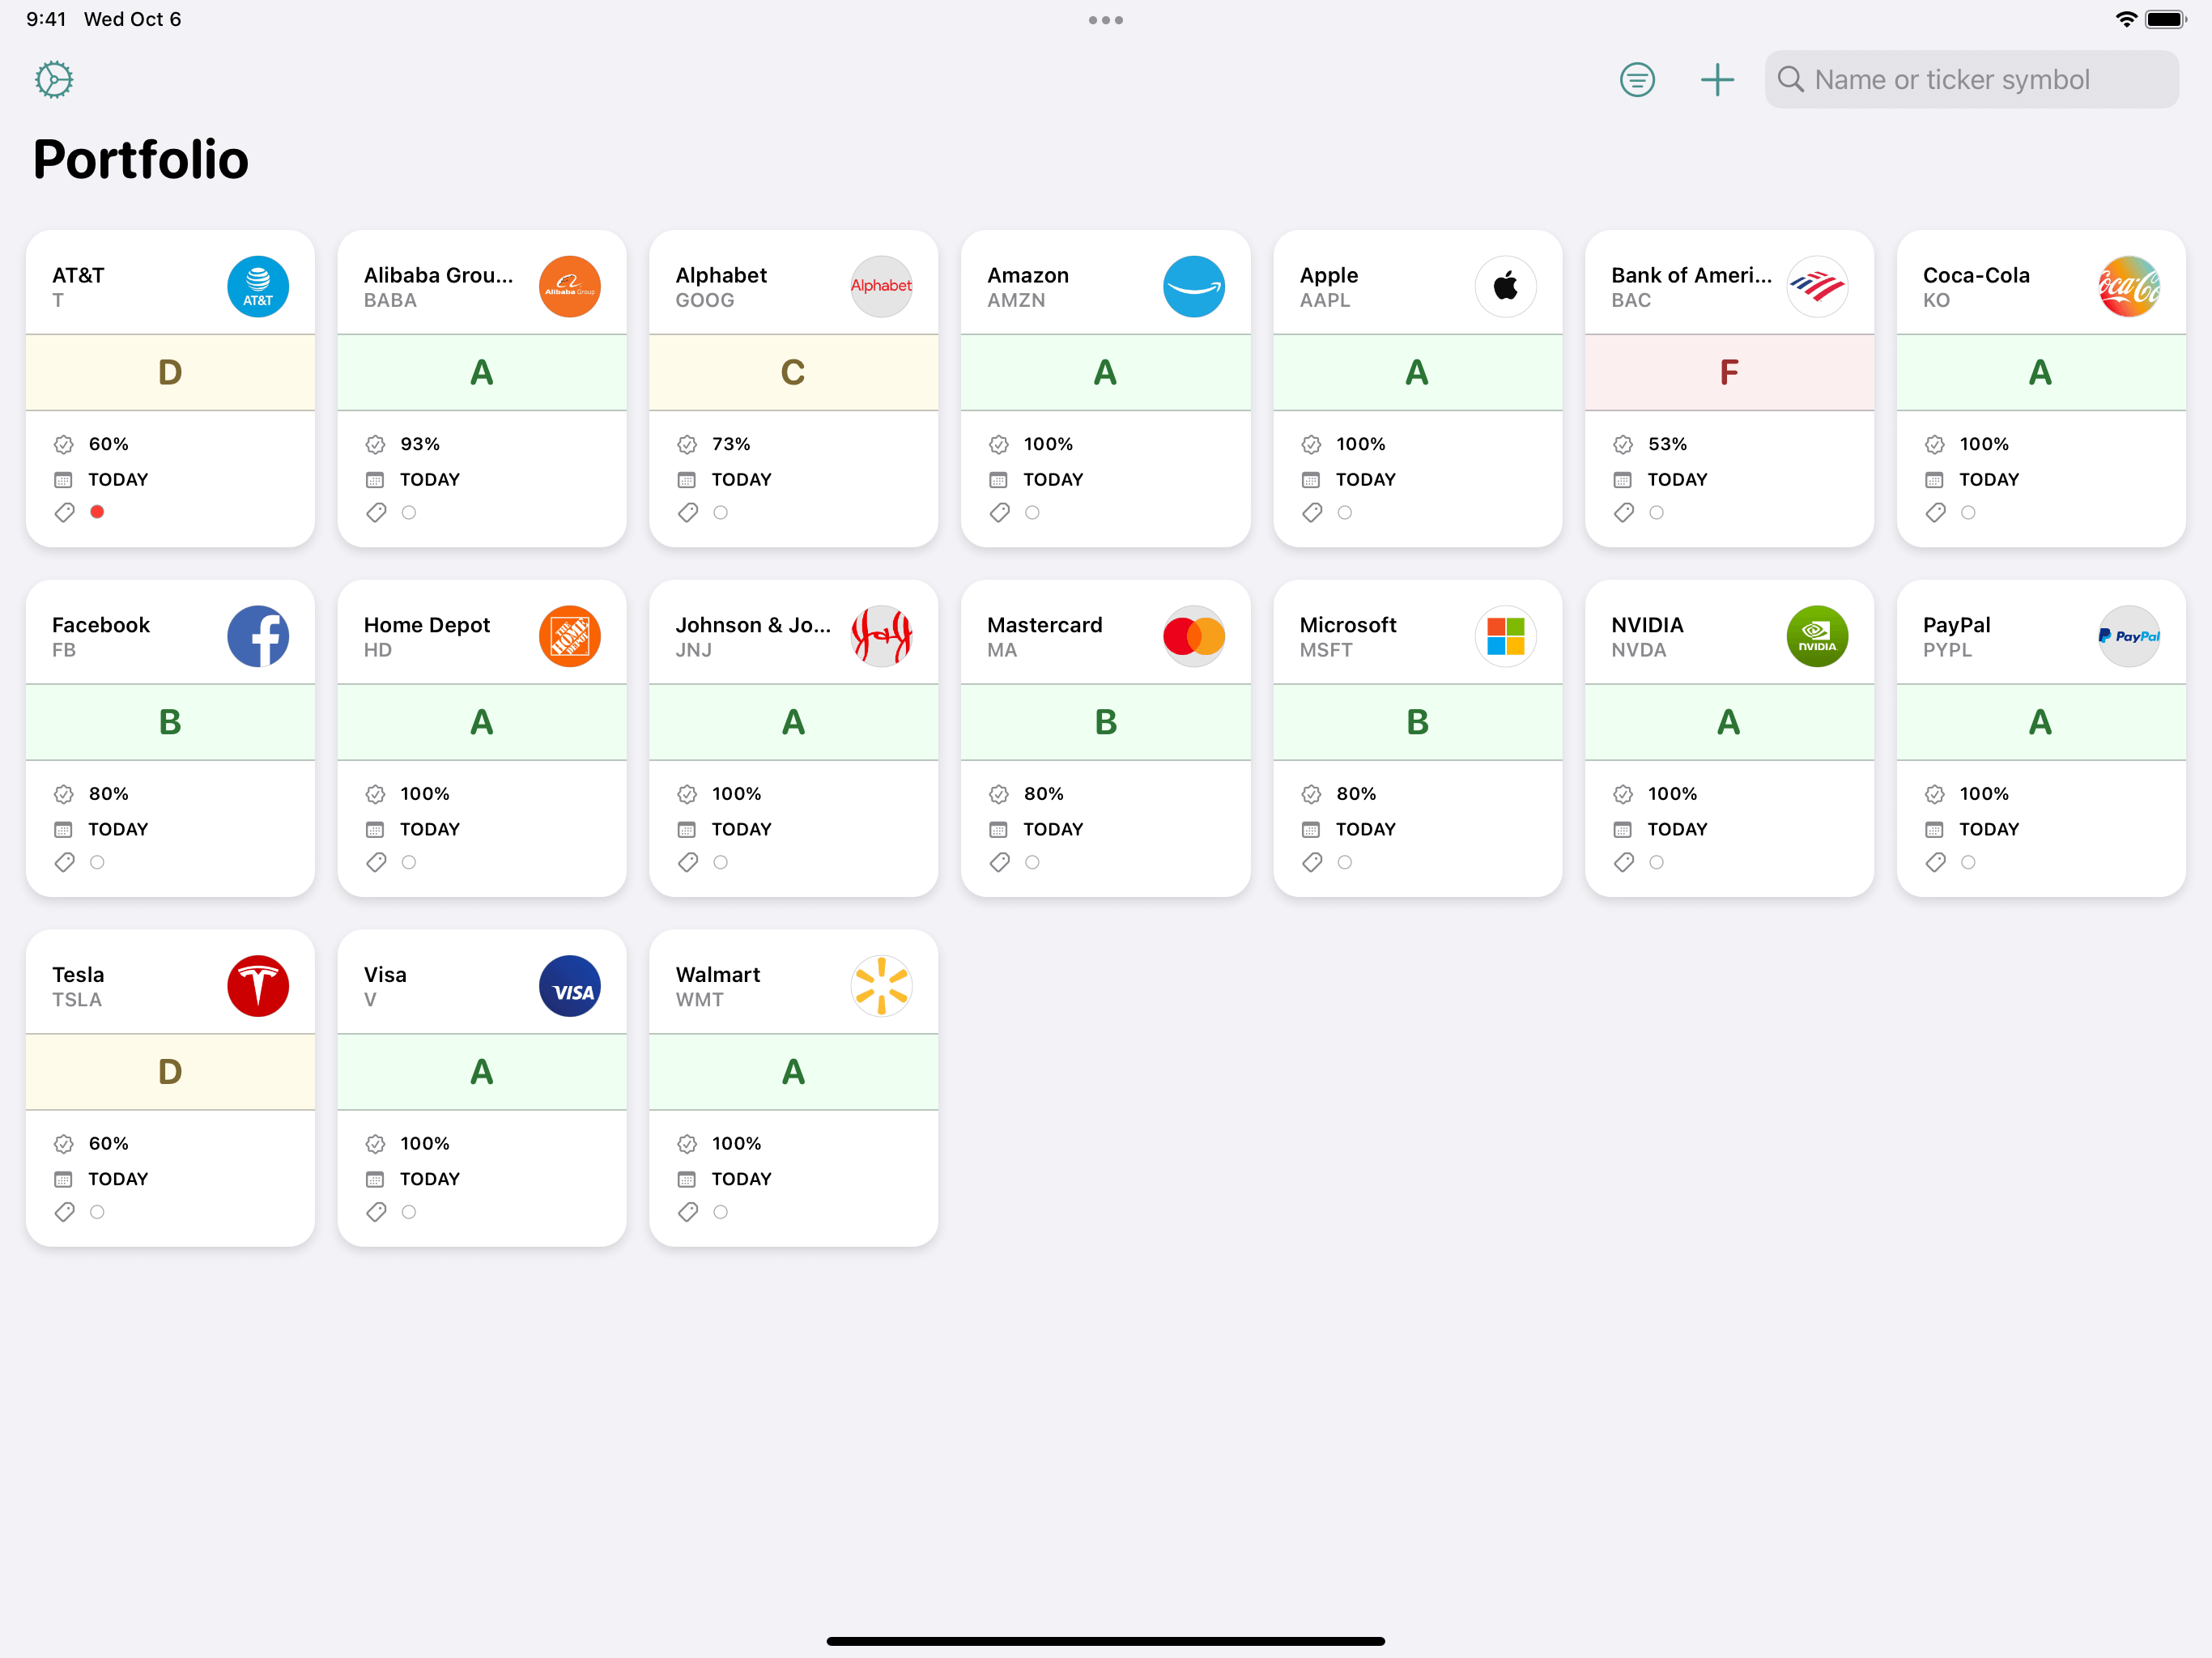 9:41 Wed Oct 6
Name or ticker symbol
Portfolio
AT&T
T
AT&T
D
60%
TODAY
Alibaba Grou...
BABA
Alibaba Group
A
93%
TODAY
Alphabet
GOOG
Alphabet
C
73%
TODAY
Amazon
AMZN
A
100%
TODAY
Apple
AAPL
A
100%
TODAY
Bank of Ameri...
BAC
F
53%
TODAY
Coca-Cola
KO
Coca-Co
A
100%
TODAY
Facebook
FB
f
B
80%
TODAY
Home Depot
HD
THE
HOME
DEPOT
A
100%
TODAY
Johnson & Jo...
JNJ
J&J
A
100%
TODAY
Mastercard
MA
B
80%
TODAY
Microsoft
MSFT
B
80%
TODAY
NVIDIA
NVDA
NVIDIA
A
100%
TODAY
PayPal
PYPL
PayPal
A
100%
TODAY
Tesla
TSLA
D
60%
TODAY
Visa
V
VISA
A
100%
TODAY
Walmart
WMT
A
100%
TODAY